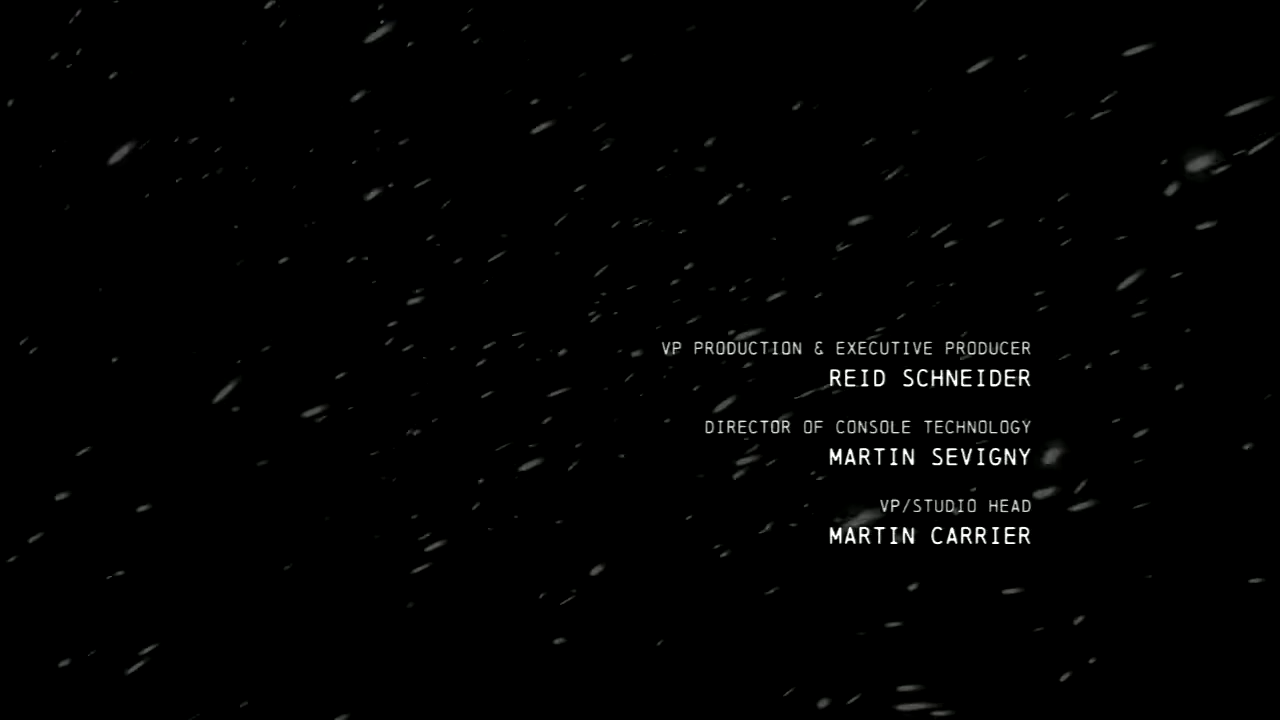 VP PRODUCTION & EXECUTIVE PRODUCER
REID SCHNEIDER
DIRECTOR OF CONSOLE TECHNOLOGY
MARTIN SEVIGNY
VP/STUDIO HEAD
MARTIN CARRIER